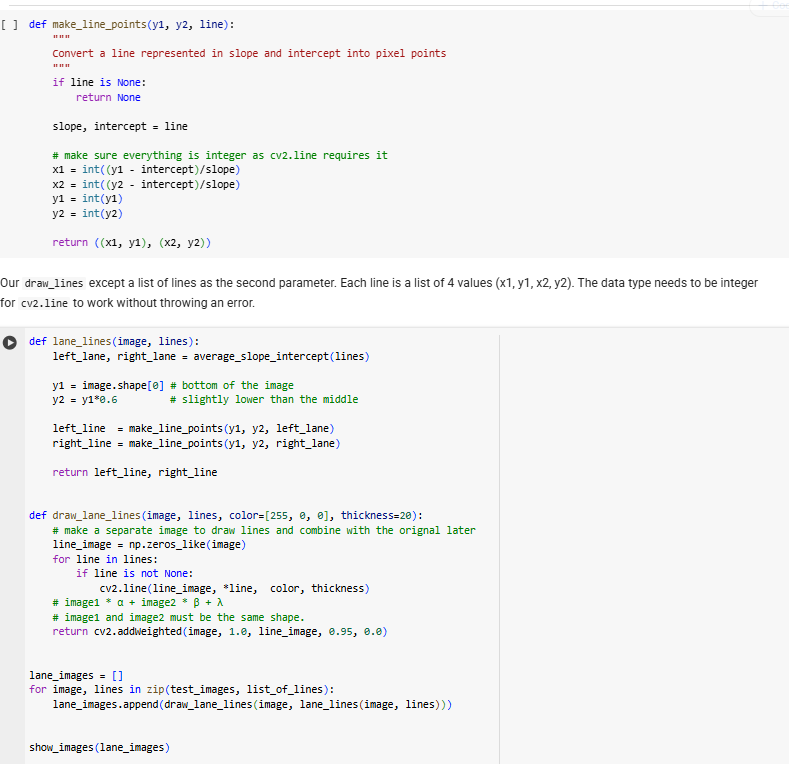 [ ] def make_line_points(y1, y2, line):
"""
Convert a line represented in slope and intercept into pixel points
"""
if line is None:
return None
slope, intercept = line
# make sure everything is integer as cv2.line requires it
x1 = int((y1 - intercept)/slope)
x2 = int((y2 - intercept)/slope)
y1 = int(y1)
y2 = int(y2)
return ((x1, y1), (x2, y2))
Our draw_lines except a list of lines as the second parameter. Each line is a list of 4 values (x1, y1, x2, y2). The data type needs to be integer
for cv2.line to work without throwing an error.
def lane_lines(image, lines):
left_lane, right_lane = average_slope_intercept(lines)
y1 = image.shape[0] # bottom of the image
y2 = y1*0.6 # slightly lower than the middle
left_line = make_line_points(y1, y2, left_lane)
right_line = make_line_points(y1, y2, right_lane)
return left_line, right_line
def draw_lane_lines(image, lines, color=[255, 0, 0], thickness=20):
# make a separate image to draw lines and combine with the orignal later
line_image = np.zeros_like(image)
for line in lines:
if line is not None:
cv2.line(line_image, *line, color, thickness)
# image1 * α + image2 * β + λ
# image1 and image2 must be the same shape.
return cv2.addWeighted(image, 1.0, line_image, 0.95, 0.0)
lane_images = []
for image, lines in zip(test_images, list_of_lines):
lane_images.append(draw_lane_lines(image, lane_lines(image, lines)))
show_images(lane_images)